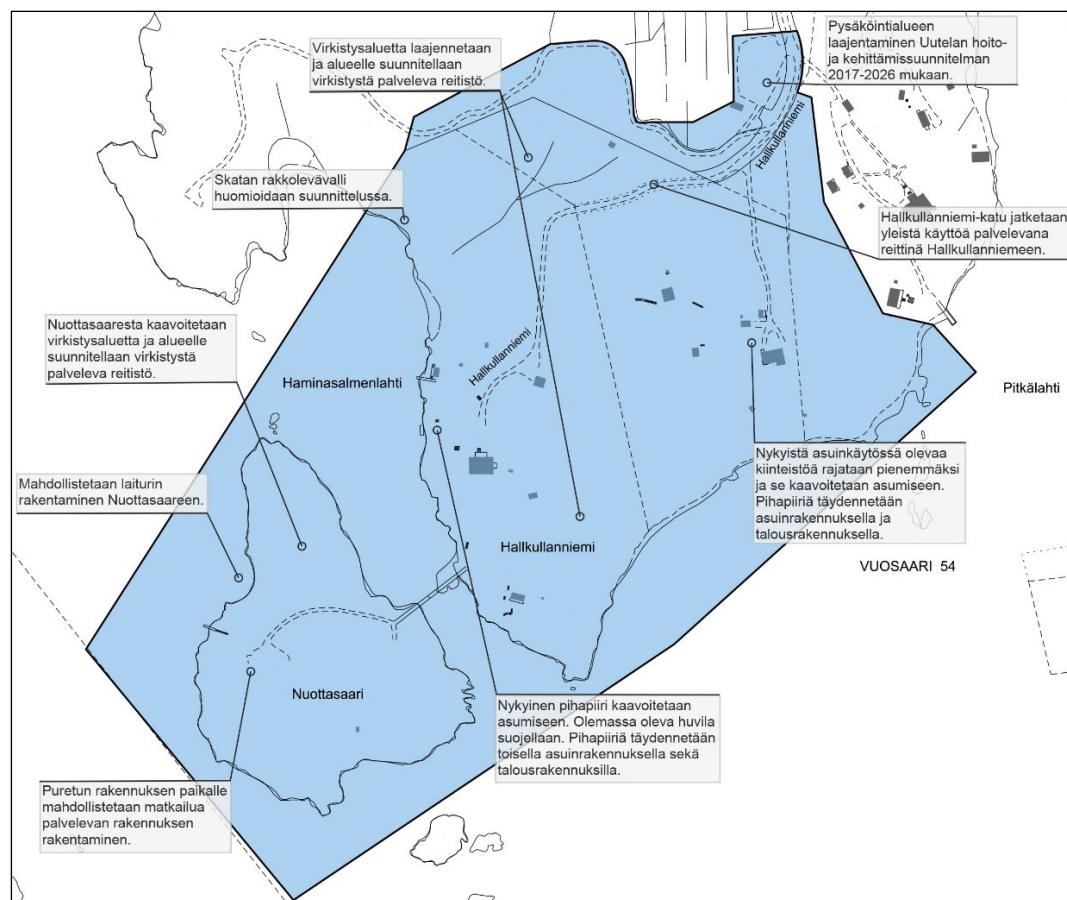 Virkistysaluetta laajennetaan
ja alueelle suunnitellaan
virkistystä palveleva reitistö.
Pysäköintialueen
laajentaminen Uutelan hoito-
ja kehittämissuunnitelman
2017-2026 mukaan.
Hallkullanniemi
Skatan rakkolevävalli
huomioidaan suunnittelussa.
Hallkullanniemi-katu jatketaan
yleistä käyttöä palvelevana
reittinä Hallkullanniemeen.
Nuottasaaresta kaavoitetaan
virkistysaluetta ja alueelle
suunnitellaan virkistystä
palveleva reitistö.
Hallkullanniemi
Haminasalmenlahti
Pitkälahti
Nykyistä asuinkäytössä olevaa
kiinteistöä rajataan pienemmäksi
ja se kaavoitetaan asumiseen.
Pihapiiriä täydennetään
asuinrakennuksella ja
talousrakennuksella.
Mahdollistetaan laiturin
rakentaminen Nuottasaareen.
Hallkullanniemi
VUOSAARI 54
Nuottasaari
Nykyinen pihapiiri kaavoitetaan
asumiseen. Olemassa oleva huvila
suojellaan. Pihapiiriä täydennetään
toisella asuinrakennuksella sekä
talousrakennuksilla.
Puretun rakennuksen paikalle
mahdollistetaan matkailua
palvelevan rakennuksen
rakentaminen.